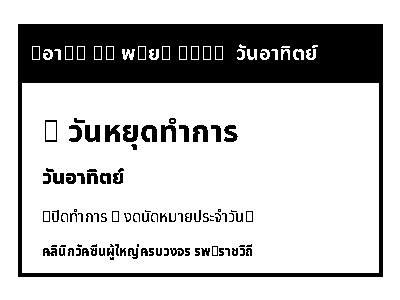 วันอาทิตย์
วันหยุดทำการ
วันอาทิตย์
ปิดทำการ งดนัดหมายประจำวัน
คลินิกวัคซีนผู้ใหญ่ครบวงจร รพ ราชวิถี